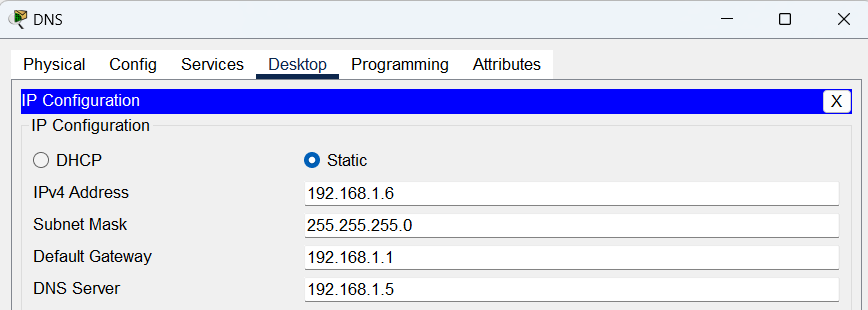 DNS
Physical Config Services Desktop Programming Attributes
IP Configuration X
IP Configuration
DHCP Static
IPv4 Address 192.168.1.6
Subnet Mask 255.255.255.0
Default Gateway 192.168.1.1
DNS Server 192.168.1.5